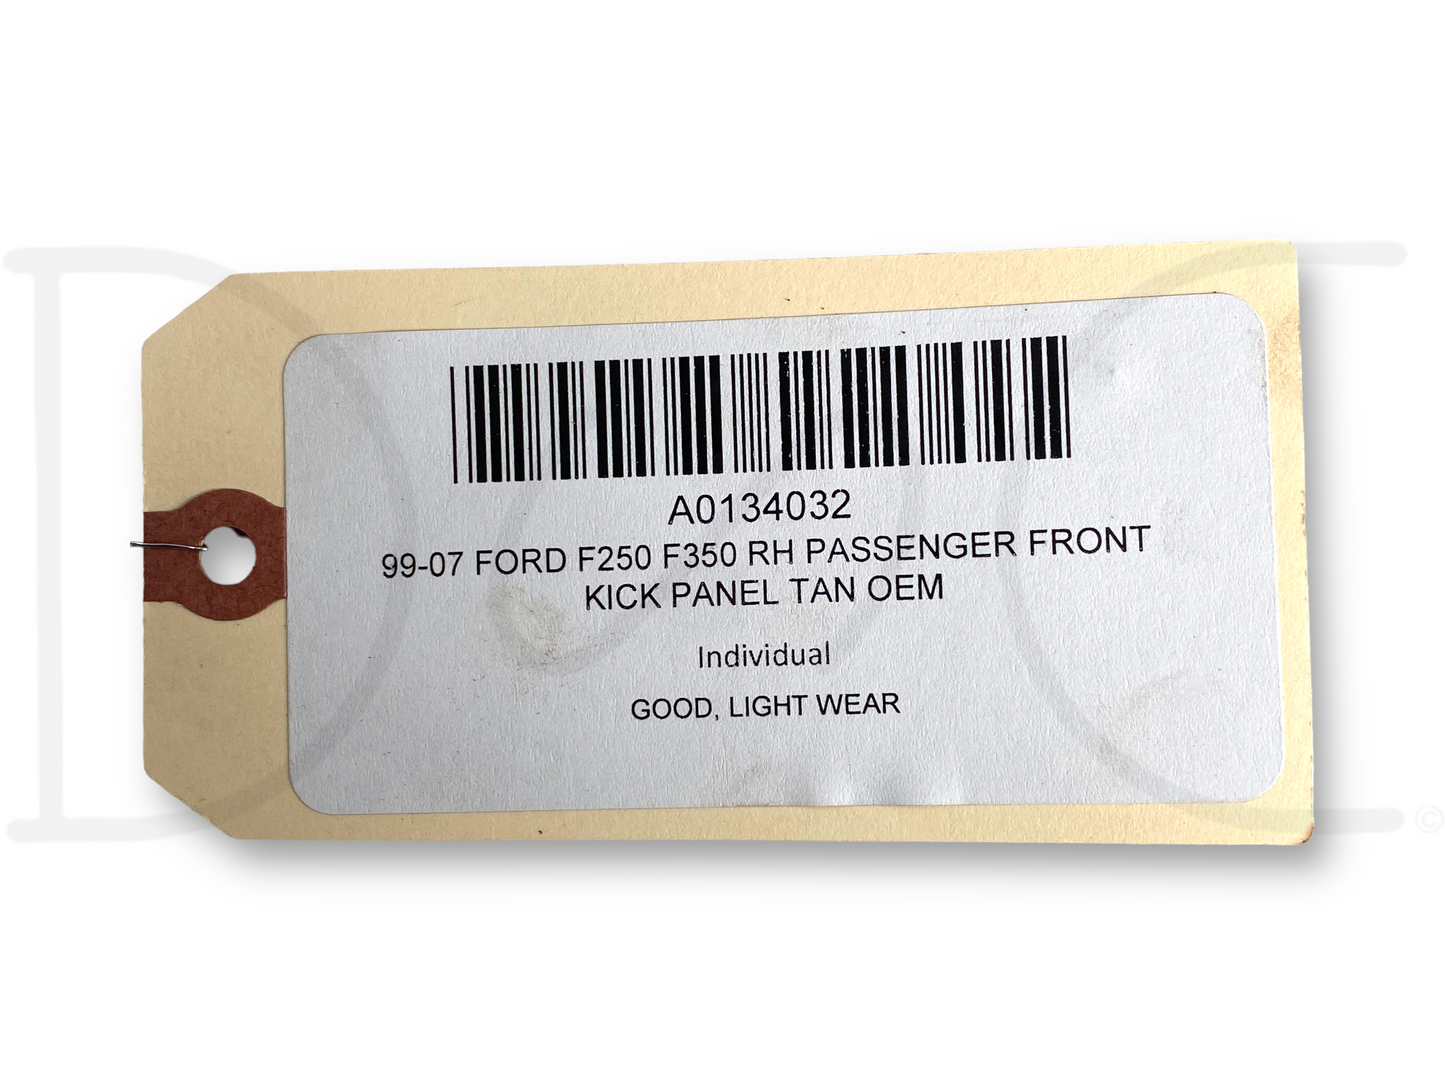 A0134032
99-07 FORD F250 F350 RH PASSENGER FRONT
KICK PANEL TAN OEM
Individual
GOOD, LIGHT WEAR
©